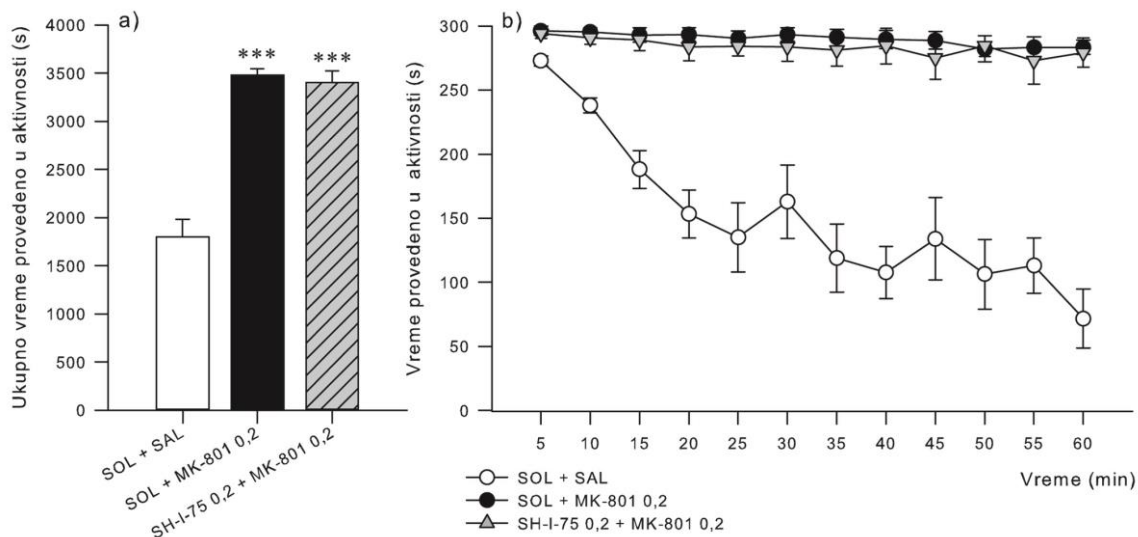 a)
Ukupno vreme provedeno u aktivnosti (s)
4000
3500
3000
2500
2000
1500
1000
500
0
***
***
SOL + SAL
SOL + MK-801 0,2
SH-I-75 0,2 + MK-801 0,2
b)
Vreme provedeno u aktivnosti (s)
300
250
200
150
100
50
0
5 10 15 20 25 30 35 40 45 50 55 60
Vreme (min)
SOL + SAL
SOL + MK-801 0,2
SH-I-75 0,2 + MK-801 0,2